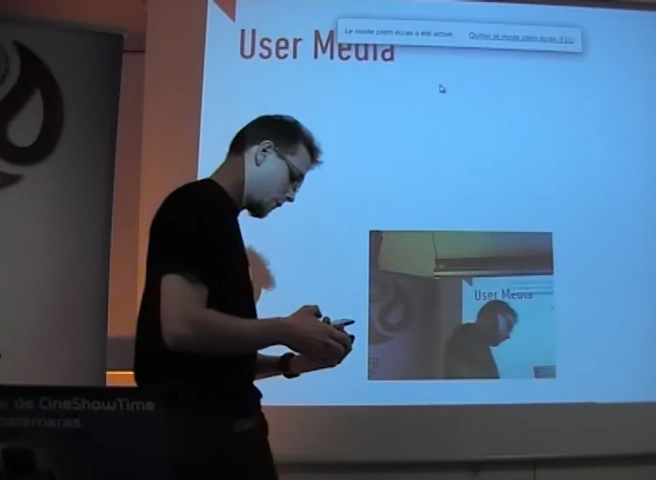 User Media
Le mode plein écran a été activé. Quitter le mode plein écran (F11)
User Media
de CineShowTime